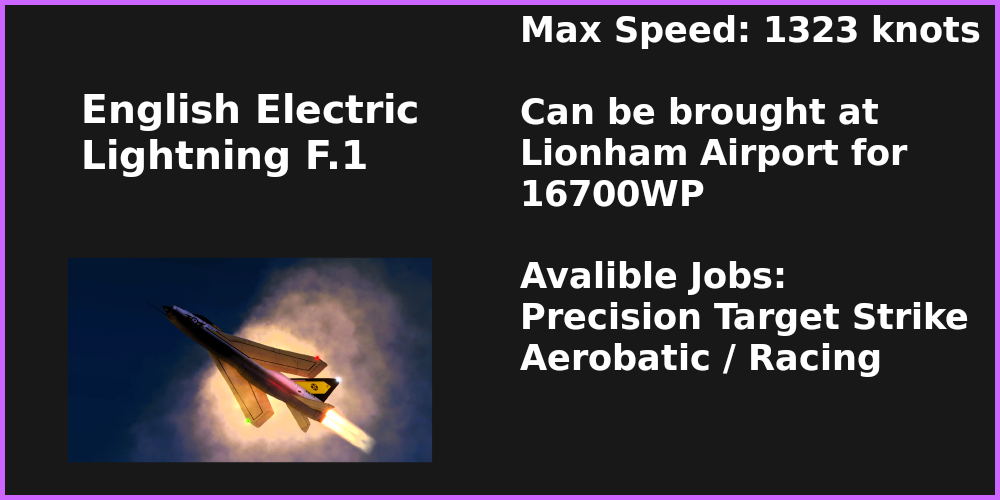 English Electric
Lightning F.1
Max Speed: 1323 knots
Can be brought at
Lionham Airport for
16700WP
Avalible Jobs:
Precision Target Strike
Aerobatic / Racing